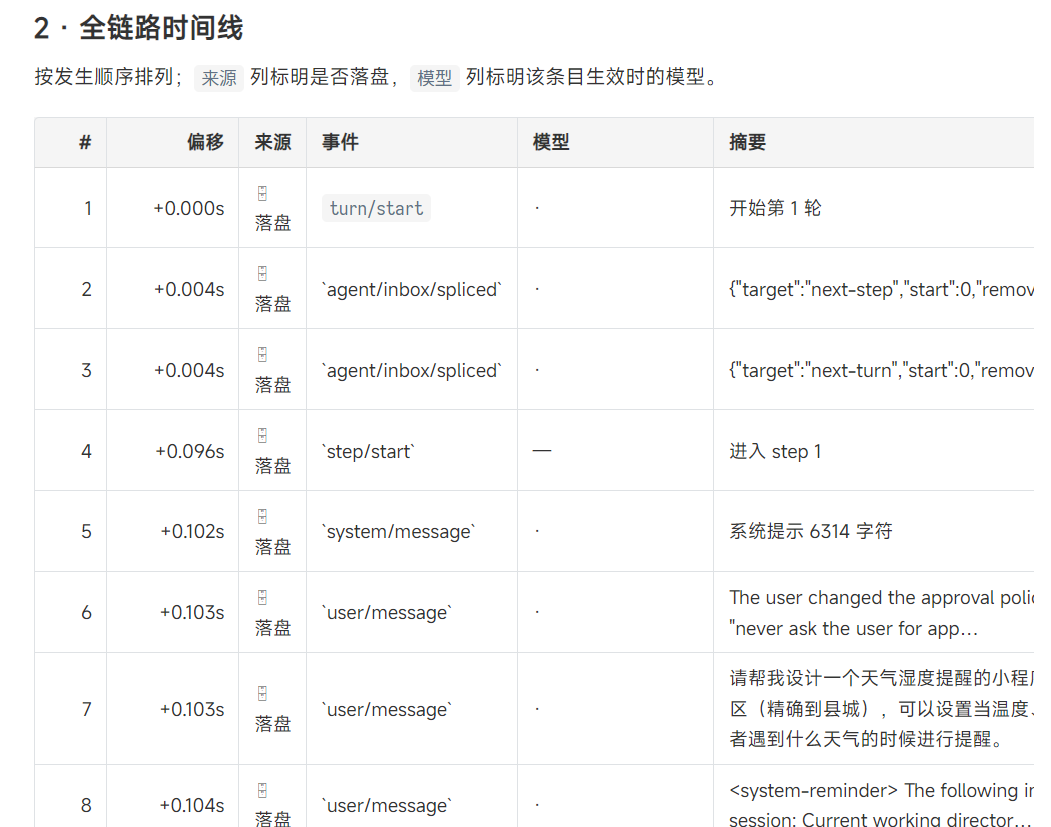 2 · 全链路时间线
按发生顺序排列； 来源 列标明是否落盘， 模型 列标明该条目生效时的模型。
# 偏移 来源 事件 模型 摘要
1 +0.000s 落盘 turn/start · 开始第 1 轮
2 +0.004s 落盘 `agent/inbox/spliced` · {"target":"next-step","start":0,"remov
3 +0.004s 落盘 `agent/inbox/spliced` · {"target":"next-turn","start":0,"remov
4 +0.096s 落盘 `step/start` — 进入 step 1
5 +0.102s 落盘 `system/message` · 系统提示 6314 字符
6 +0.103s 落盘 `user/message` · The user changed the approval polic
"never ask the user for app…
7 +0.103s 落盘 `user/message` · 请帮我设计一个天气湿度提醒的小程
区（精确到县城），可以设置当温度、
者遇到什么天气的时候进行提醒。
8 +0.104s 落盘 `user/message` · <system-reminder> The following in
session: Current working director…